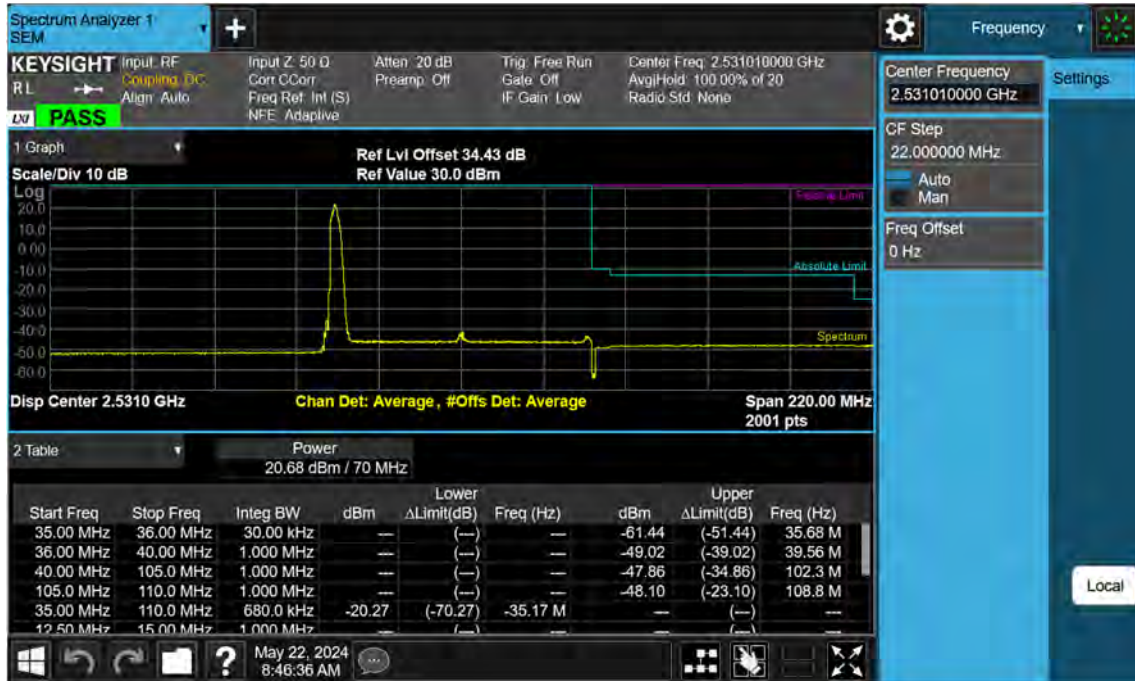 Spectrum Analyzer 1
SEM
Frequency
KEYSIGHT
Input: RF
Coupling: DC
Align: Auto
Input Z: 50 Ω
Corr CCorr
Freq Ref: Int (S)
NFE: Adaptive
Atten: 20 dB
Preamp: Off
Trig: Free Run
Gate: Off
IF Gain: Low
Center Freq: 2.531010000 GHz
Avg|Hold: 100.00% of 20
Radio Std: None
RL
LXI
PASS
Center Frequency
2.531010000 GHz
Settings
CF Step
22.000000 MHz
Auto
Man
Freq Offset
0 Hz
1 Graph
Scale/Div 10 dB
Ref Lvl Offset 34.43 dB
Ref Value 30.0 dBm
Log
20.0
10.0
0.00
-10.0
-20.0
-30.0
-40.0
-50.0
-60.0
Absolute Limit
Spectrum
Disp Center 2.5310 GHz
Chan Det: Average, #Offs Det: Average
Span 220.00 MHz
2001 pts
2 Table
Power
20.68 dBm / 70 MHz
Lower Upper
Start Freq Stop Freq Integ BW dBm ΔLimit(dB) Freq (Hz) dBm ΔLimit(dB) Freq (Hz)
35.00 MHz 36.00 MHz 30.00 kHz --- (---) --- -61.44 (-51.44) 35.68 M
36.00 MHz 40.00 MHz 1.000 MHz --- (---) --- -49.02 (-39.02) 39.56 M
40.00 MHz 105.0 MHz 1.000 MHz --- (---) --- -47.86 (-34.86) 102.3 M
105.0 MHz 110.0 MHz 1.000 MHz --- (---) --- -48.10 (-23.10) 108.8 M
35.00 MHz 110.0 MHz 680.0 kHz -20.27 (-70.27) -35.17 M --- (---) ---
12.50 MHz 15.00 MHz 1.000 MHz --- (---) --- --- (---) ---
Local
?
May 22, 2024
8:46:36 AM